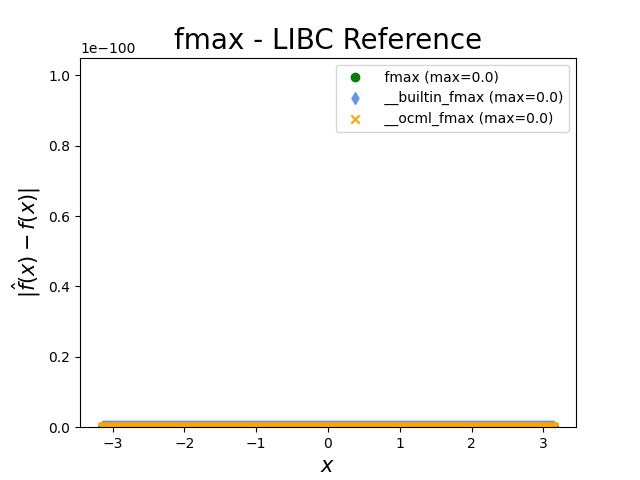 fmax - LIBC Reference
1e−100
1.0
0.8
0.6
0.4
0.2
0.0
|f̂(x) − f(x)|
fmax (max=0.0)
__builtin_fmax (max=0.0)
__ocml_fmax (max=0.0)
−3
−2
−1
0
1
2
3
x